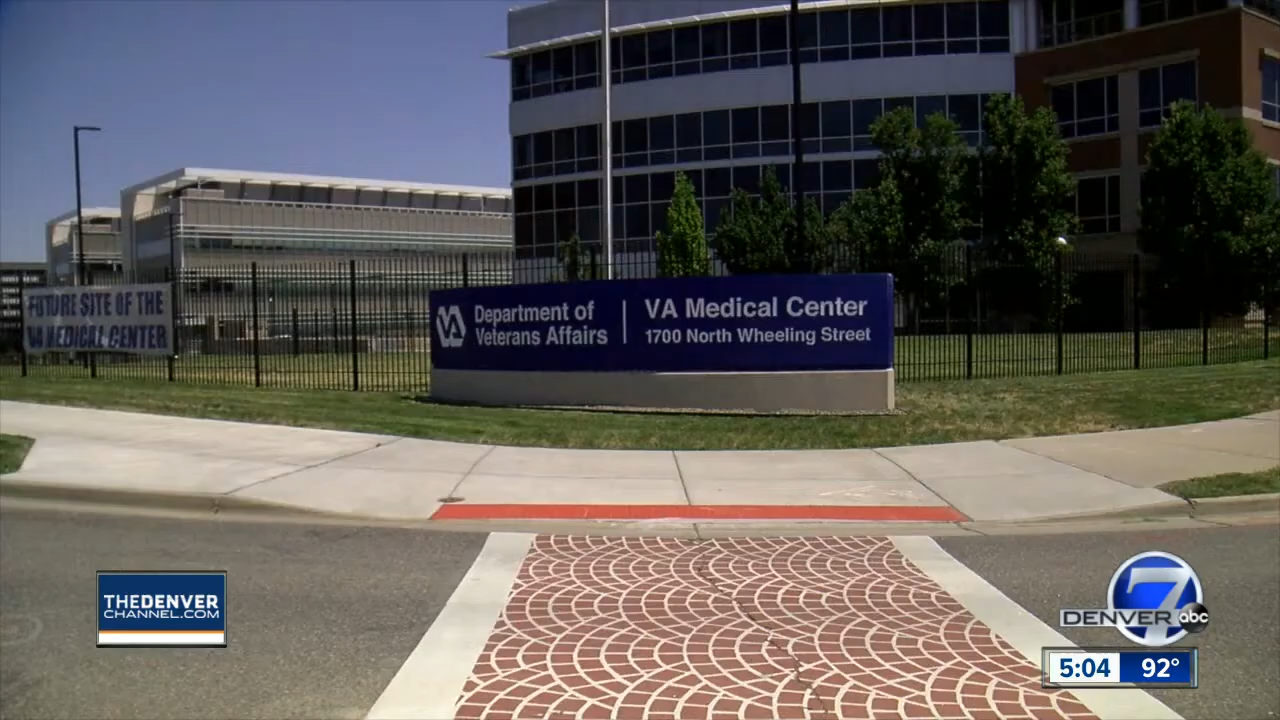 FUTURE SITE OF THE
VA MEDICAL CENTER
VA
Department of
Veterans Affairs
VA Medical Center
1700 North Wheeling Street
THEDENVER
CHANNEL.COM
7
DENVER
abc
5:04
92°